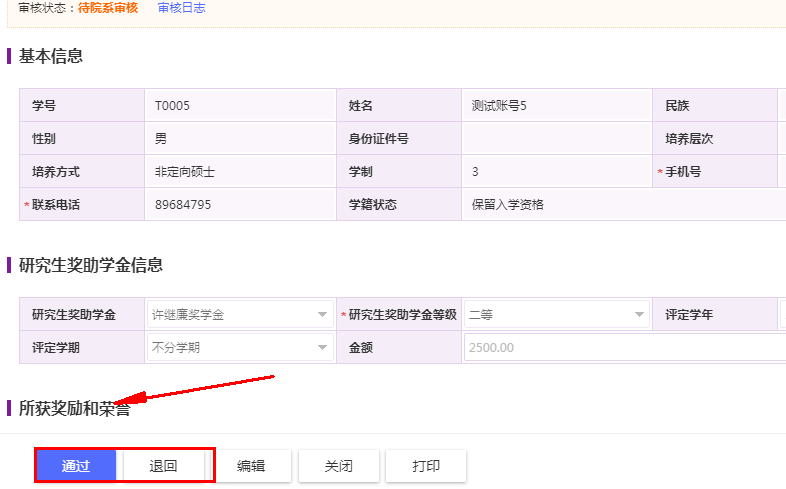 审核状态：待院系审核 审核日志
基本信息
学号 T0005 姓名 测试账号5 民族
性别 男 身份证件号 培养层次
培养方式 非定向硕士 学制 3 * 手机号
* 联系电话 89684795 学籍状态 保留入学资格
研究生奖助学金信息
研究生奖助学金 许继廉奖学金 * 研究生奖助学金等级 二等 评定学年
评定学期 不分学期 金额 2500.00
所获奖励和荣誉
通过 退回 编辑 关闭 打印